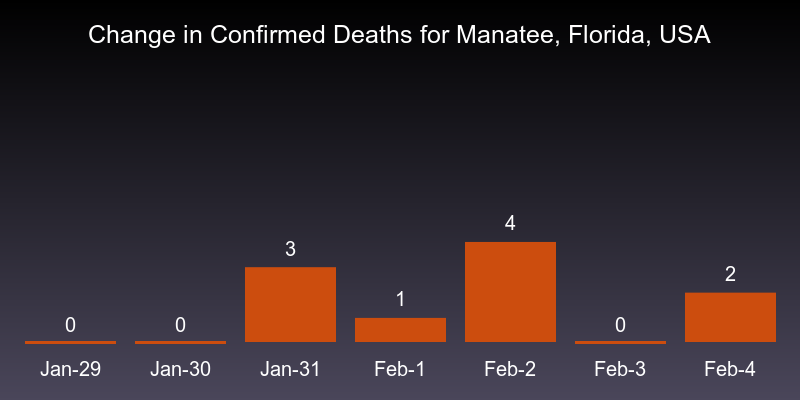 Change in Confirmed Deaths for Manatee, Florida, USA
4
3
2
1
0 0 0
Jan-29 Jan-30 Jan-31 Feb-1 Feb-2 Feb-3 Feb-4